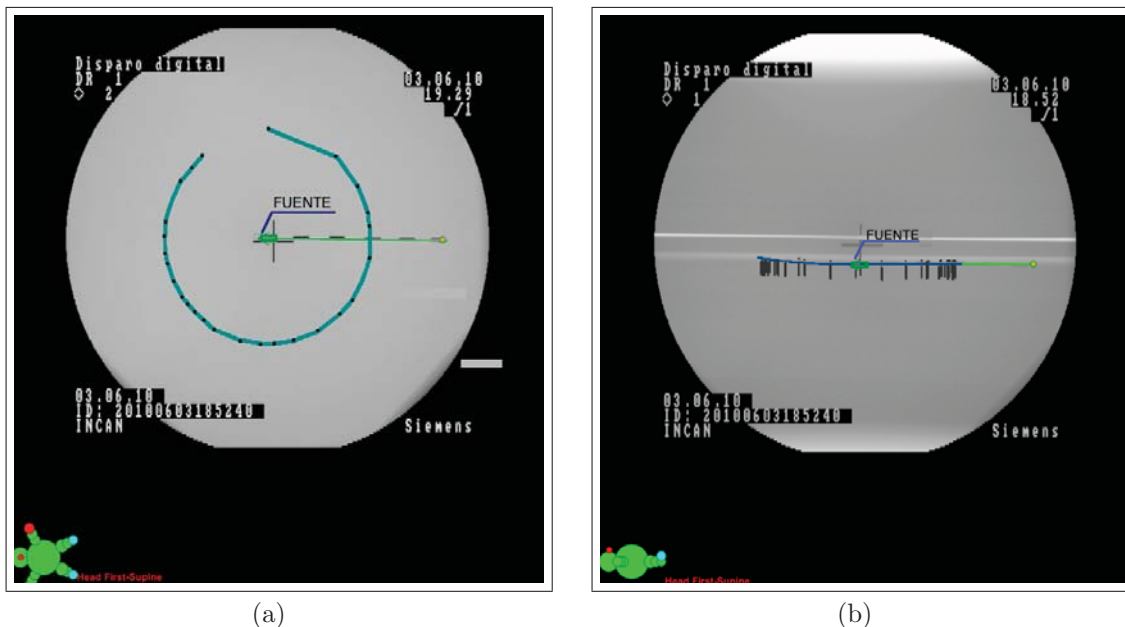 Disparo digital
DR 1
2
03.06.10
19.29
/1
FUENTE
03.06.10
ID: 20100603185240
INCAN
Siemens
Head First-Supine
(a)
Disparo digital
DR 1
1
03.06.10
18.52
/1
FUENTE
03.06.10
ID: 20100603185240
INCAN
Siemens
Head First-Supine
(b)